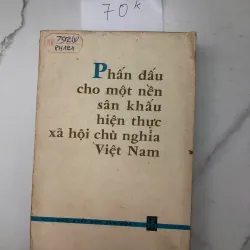 70k
Phấn đấu
cho một nền
sân khấu
hiện thực
xã hội chủ nghĩa
Việt Nam